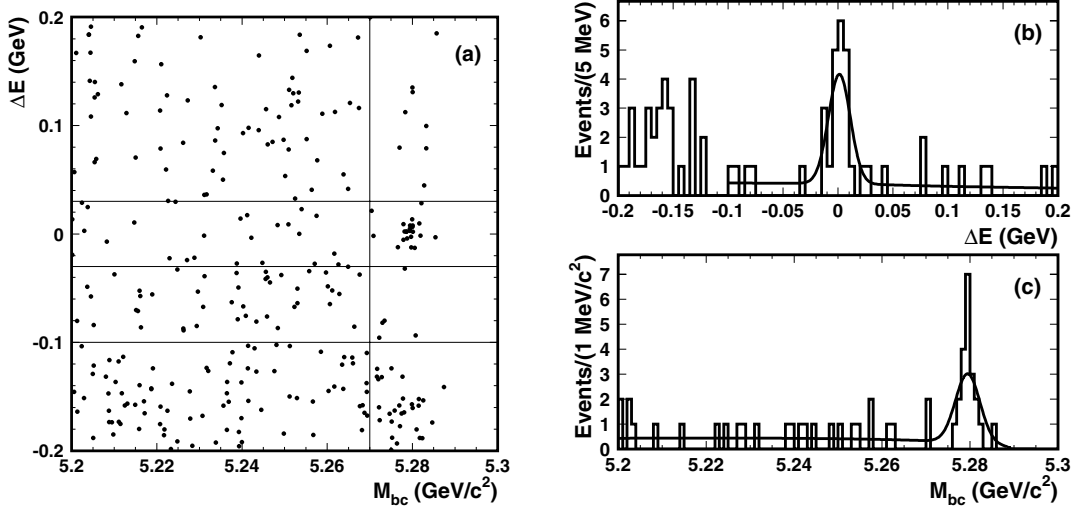 ΔE (GeV)
0.2
0.1
0
-0.1
-0.2
(a)
5.2 5.22 5.24 5.26 5.28 5.3
M_bc (GeV/c²)
Events/(5 MeV)
6
5
4
3
2
1
0
(b)
-0.2 -0.15 -0.1 -0.05 0 0.05 0.1 0.15 0.2
ΔE (GeV)
Events/(1 MeV/c²)
7
6
5
4
3
2
1
0
(c)
5.2 5.22 5.24 5.26 5.28 5.3
M_bc (GeV/c²)